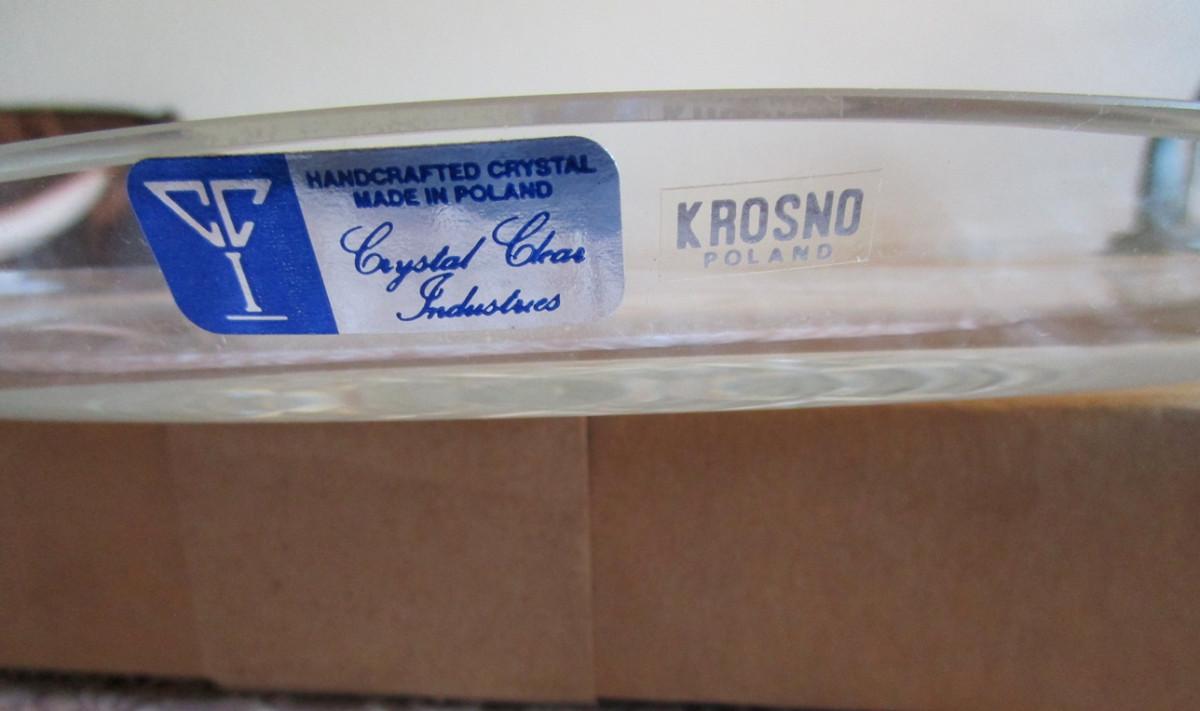 CCI
HANDCRAFTED CRYSTAL
MADE IN POLAND
Crystal Clear
Industries
KROSNO
POLAND